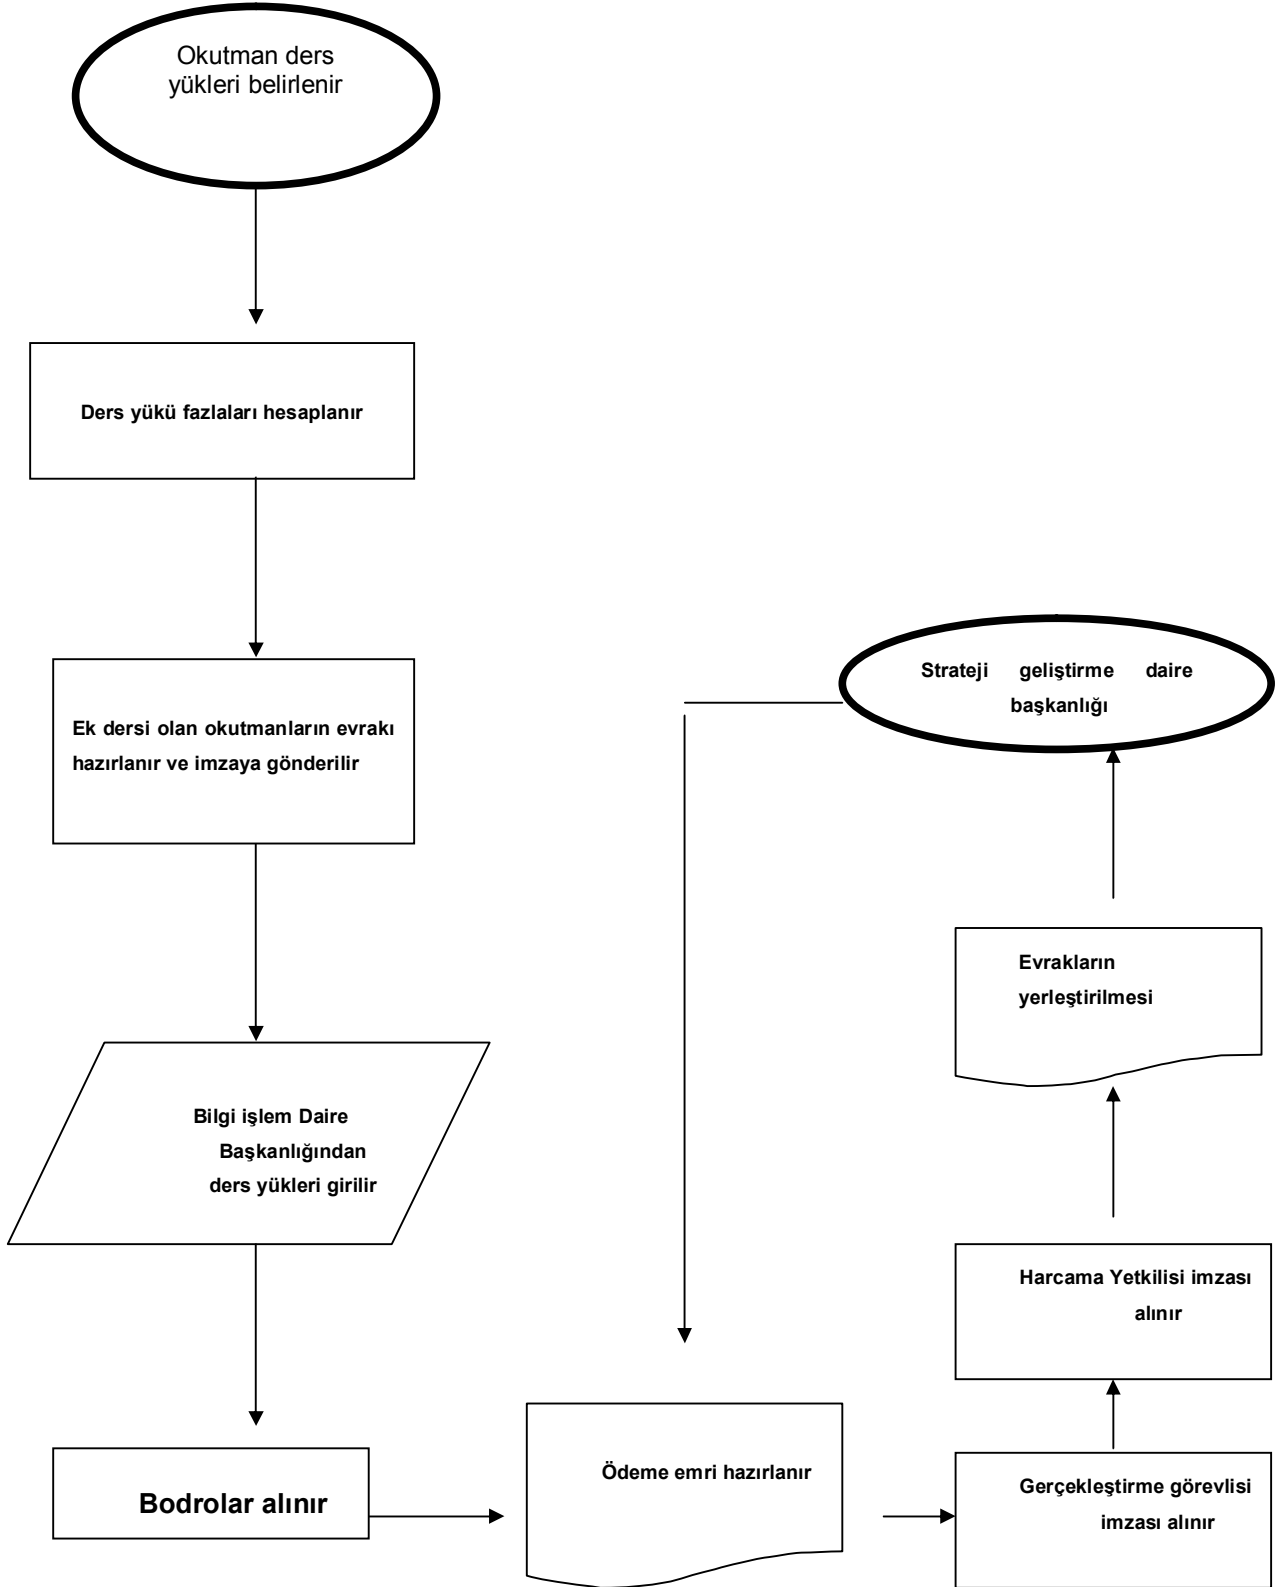 Okutman ders
yükleri belirlenir
Ders yükü fazlaları hesaplanır
Ek dersi olan okutmanların evrakı
hazırlanır ve imzaya gönderilir
Bilgi işlem Daire
Başkanlığından
ders yükleri girilir
Bodrolar alınır
Ödeme emri hazırlanır
Gerçekleştirme görevlisi
imzası alınır
Harcama Yetkilisi imzası
alınır
Evrakların
yerleştirilmesi
Strateji geliştirme daire
başkanlığı